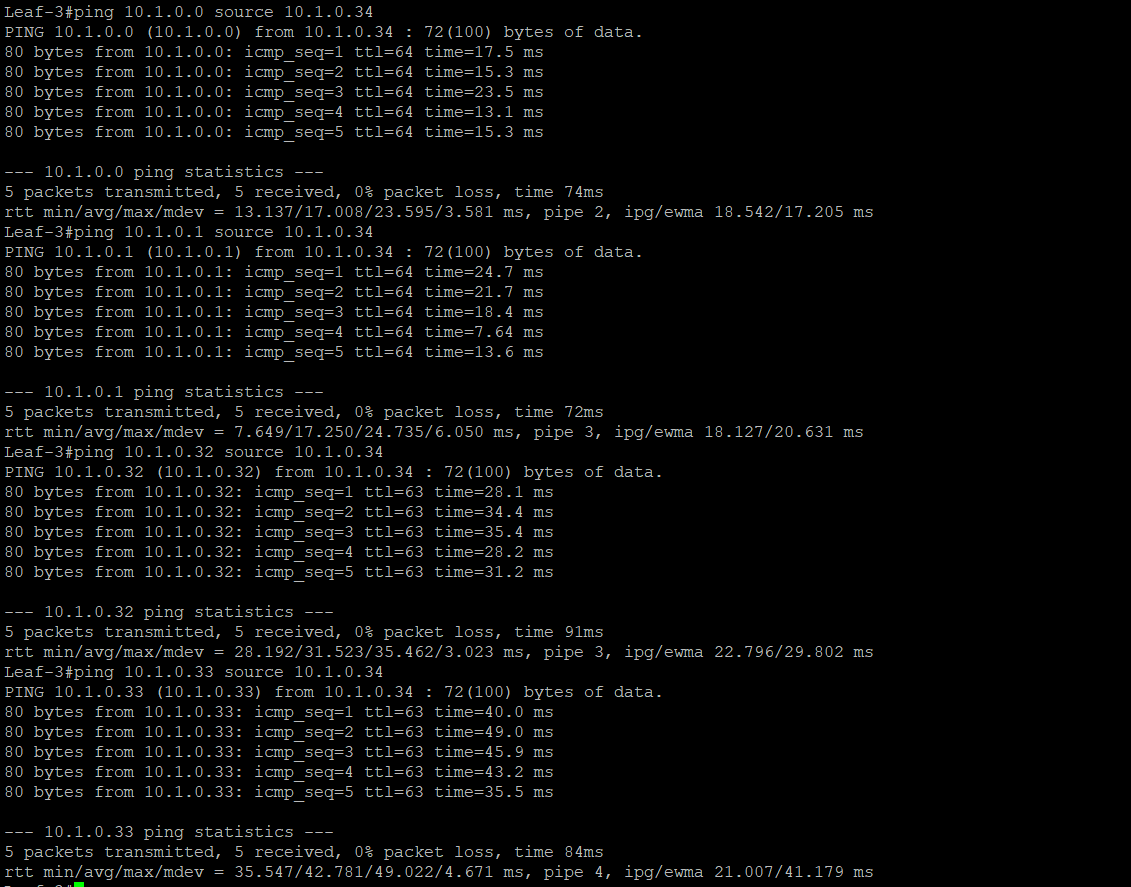 Leaf-3#ping 10.1.0.0 source 10.1.0.34
PING 10.1.0.0 (10.1.0.0) from 10.1.0.34 : 72(100) bytes of data.
80 bytes from 10.1.0.0: icmp_seq=1 ttl=64 time=17.5 ms
80 bytes from 10.1.0.0: icmp_seq=2 ttl=64 time=15.3 ms
80 bytes from 10.1.0.0: icmp_seq=3 ttl=64 time=23.5 ms
80 bytes from 10.1.0.0: icmp_seq=4 ttl=64 time=13.1 ms
80 bytes from 10.1.0.0: icmp_seq=5 ttl=64 time=15.3 ms
--- 10.1.0.0 ping statistics ---
5 packets transmitted, 5 received, 0% packet loss, time 74ms
rtt min/avg/max/mdev = 13.137/17.008/23.595/3.581 ms, pipe 2, ipg/ewma 18.542/17.205 ms
Leaf-3#ping 10.1.0.1 source 10.1.0.34
PING 10.1.0.1 (10.1.0.1) from 10.1.0.34 : 72(100) bytes of data.
80 bytes from 10.1.0.1: icmp_seq=1 ttl=64 time=24.7 ms
80 bytes from 10.1.0.1: icmp_seq=2 ttl=64 time=21.7 ms
80 bytes from 10.1.0.1: icmp_seq=3 ttl=64 time=18.4 ms
80 bytes from 10.1.0.1: icmp_seq=4 ttl=64 time=7.64 ms
80 bytes from 10.1.0.1: icmp_seq=5 ttl=64 time=13.6 ms
--- 10.1.0.1 ping statistics ---
5 packets transmitted, 5 received, 0% packet loss, time 72ms
rtt min/avg/max/mdev = 7.649/17.250/24.735/6.050 ms, pipe 3, ipg/ewma 18.127/20.631 ms
Leaf-3#ping 10.1.0.32 source 10.1.0.34
PING 10.1.0.32 (10.1.0.32) from 10.1.0.34 : 72(100) bytes of data.
80 bytes from 10.1.0.32: icmp_seq=1 ttl=63 time=28.1 ms
80 bytes from 10.1.0.32: icmp_seq=2 ttl=63 time=34.4 ms
80 bytes from 10.1.0.32: icmp_seq=3 ttl=63 time=35.4 ms
80 bytes from 10.1.0.32: icmp_seq=4 ttl=63 time=28.2 ms
80 bytes from 10.1.0.32: icmp_seq=5 ttl=63 time=31.2 ms
--- 10.1.0.32 ping statistics ---
5 packets transmitted, 5 received, 0% packet loss, time 91ms
rtt min/avg/max/mdev = 28.192/31.523/35.462/3.023 ms, pipe 3, ipg/ewma 22.796/29.802 ms
Leaf-3#ping 10.1.0.33 source 10.1.0.34
PING 10.1.0.33 (10.1.0.33) from 10.1.0.34 : 72(100) bytes of data.
80 bytes from 10.1.0.33: icmp_seq=1 ttl=63 time=40.0 ms
80 bytes from 10.1.0.33: icmp_seq=2 ttl=63 time=49.0 ms
80 bytes from 10.1.0.33: icmp_seq=3 ttl=63 time=45.9 ms
80 bytes from 10.1.0.33: icmp_seq=4 ttl=63 time=43.2 ms
80 bytes from 10.1.0.33: icmp_seq=5 ttl=63 time=35.5 ms
--- 10.1.0.33 ping statistics ---
5 packets transmitted, 5 received, 0% packet loss, time 84ms
rtt min/avg/max/mdev = 35.547/42.781/49.022/4.671 ms, pipe 4, ipg/ewma 21.007/41.179 ms